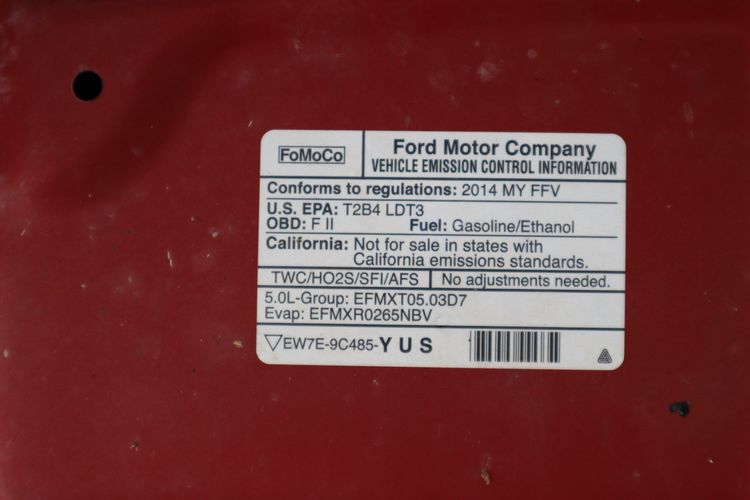 FoMoCo
Ford Motor Company
VEHICLE EMISSION CONTROL INFORMATION
Conforms to regulations: 2014 MY FFV
U.S. EPA: T2B4 LDT3
OBD: F II Fuel: Gasoline/Ethanol
California: Not for sale in states with
California emissions standards.
TWC/HO2S/SFI/AFS No adjustments needed.
5.0L-Group: EFMXT05.03D7
Evap: EFMXR0265NBV
EW7E-9C485-YUS